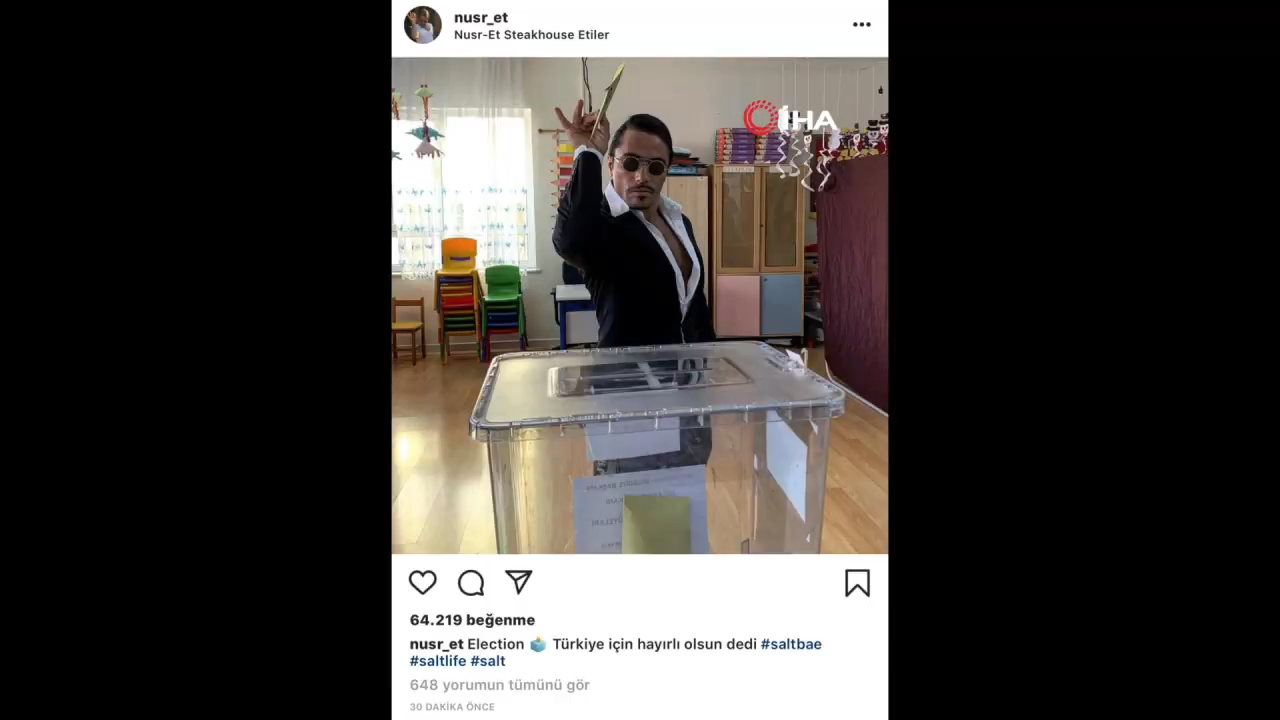 nusr_et
Nusr-Et Steakhouse Etiler
İHA
64.219 beğenme
nusr_et Election 🗳️ Türkiye için hayırlı olsun dedi #saltbae
#saltlife #salt
648 yorumun tümünü gör
30 DAKİKA ÖNCE